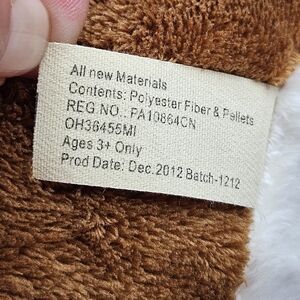 All new Materials
Contents: Polyester Fiber & Pellets
REG NO.: PA10864CN
OH36455MI
Ages 3+ Only
Prod Date: Dec.2012 Batch-1212